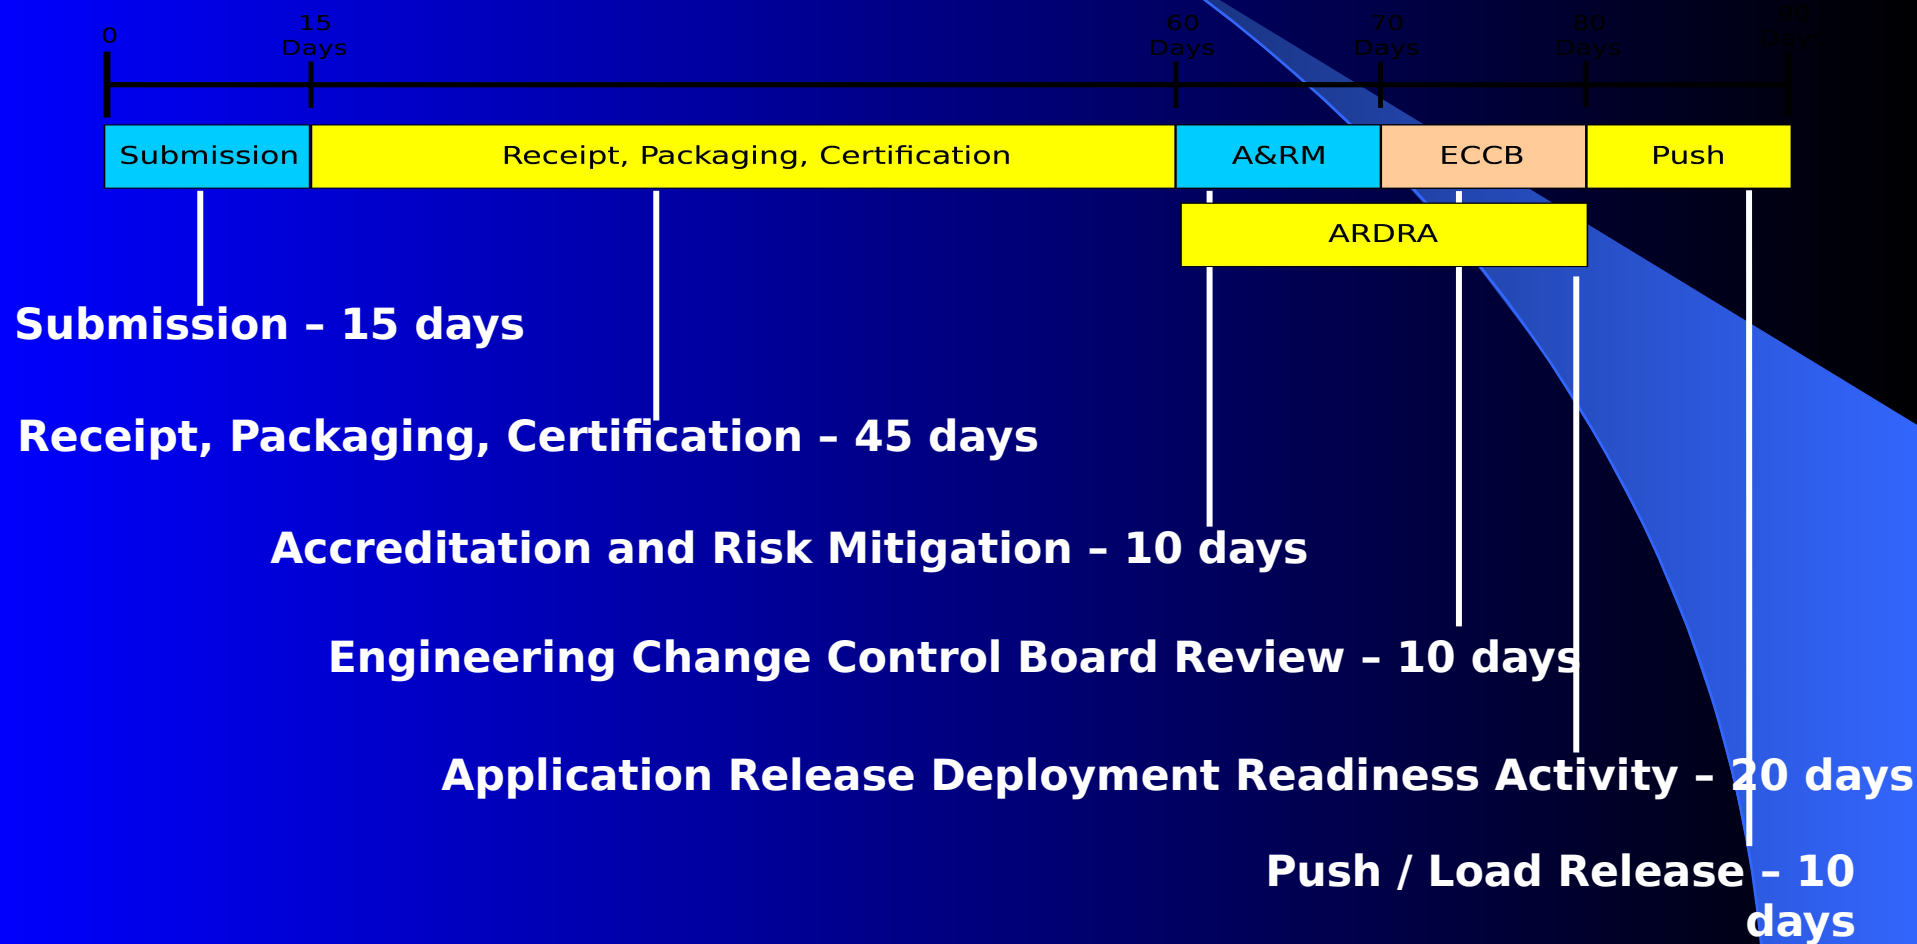 0
15
Days
60
Days
70
Days
80
Days
90
Days
Submission
Receipt, Packaging, Certification
A&RM
ECCB
Push
ARDRA
Submission – 15 days
Receipt, Packaging, Certification – 45 days
Accreditation and Risk Mitigation – 10 days
Engineering Change Control Board Review – 10 days
Application Release Deployment Readiness Activity – 20 days
Push / Load Release – 10
days